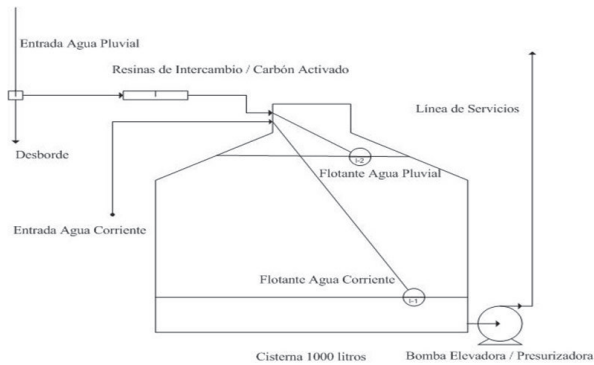 Entrada Agua Pluvial
Resinas de Intercambio / Carbón Activado
I
Línea de Servicios
Desborde
I-2
Flotante Agua Pluvial
Entrada Agua Corriente
Flotante Agua Corriente
I-1
Cisterna 1000 litros
Bomba Elevadora / Presurizadora